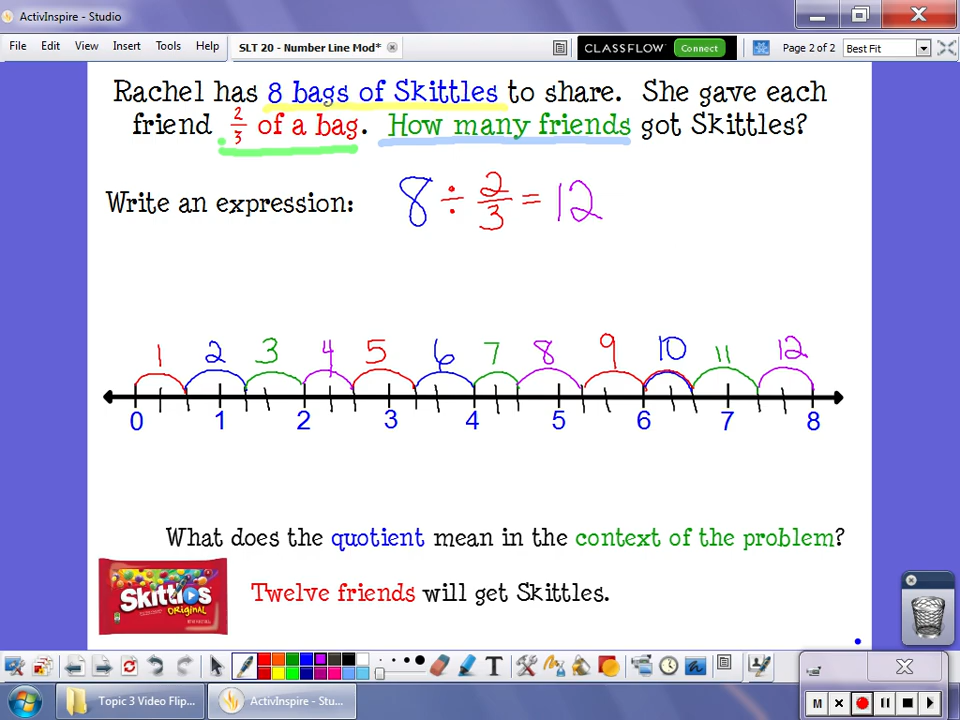 ActivInspire - Studio
File Edit View Insert Tools Help SLT 20 - Number Line Mod* CLASSFLOW Connect Page 2 of 2 Best Fit
Rachel has 8 bags of Skittles to share. She gave each
friend 2/3 of a bag. How many friends got Skittles?
Write an expression: 8 ÷ 2/3 = 12
1 2 3 4 5 6 7 8 9 10 11 12
0 1 2 3 4 5 6 7 8
What does the quotient mean in the context of the problem?
Skittles ORIGINAL
Twelve friends will get Skittles.
T
M
Topic 3 Video Flip... ActivInspire - Stu...